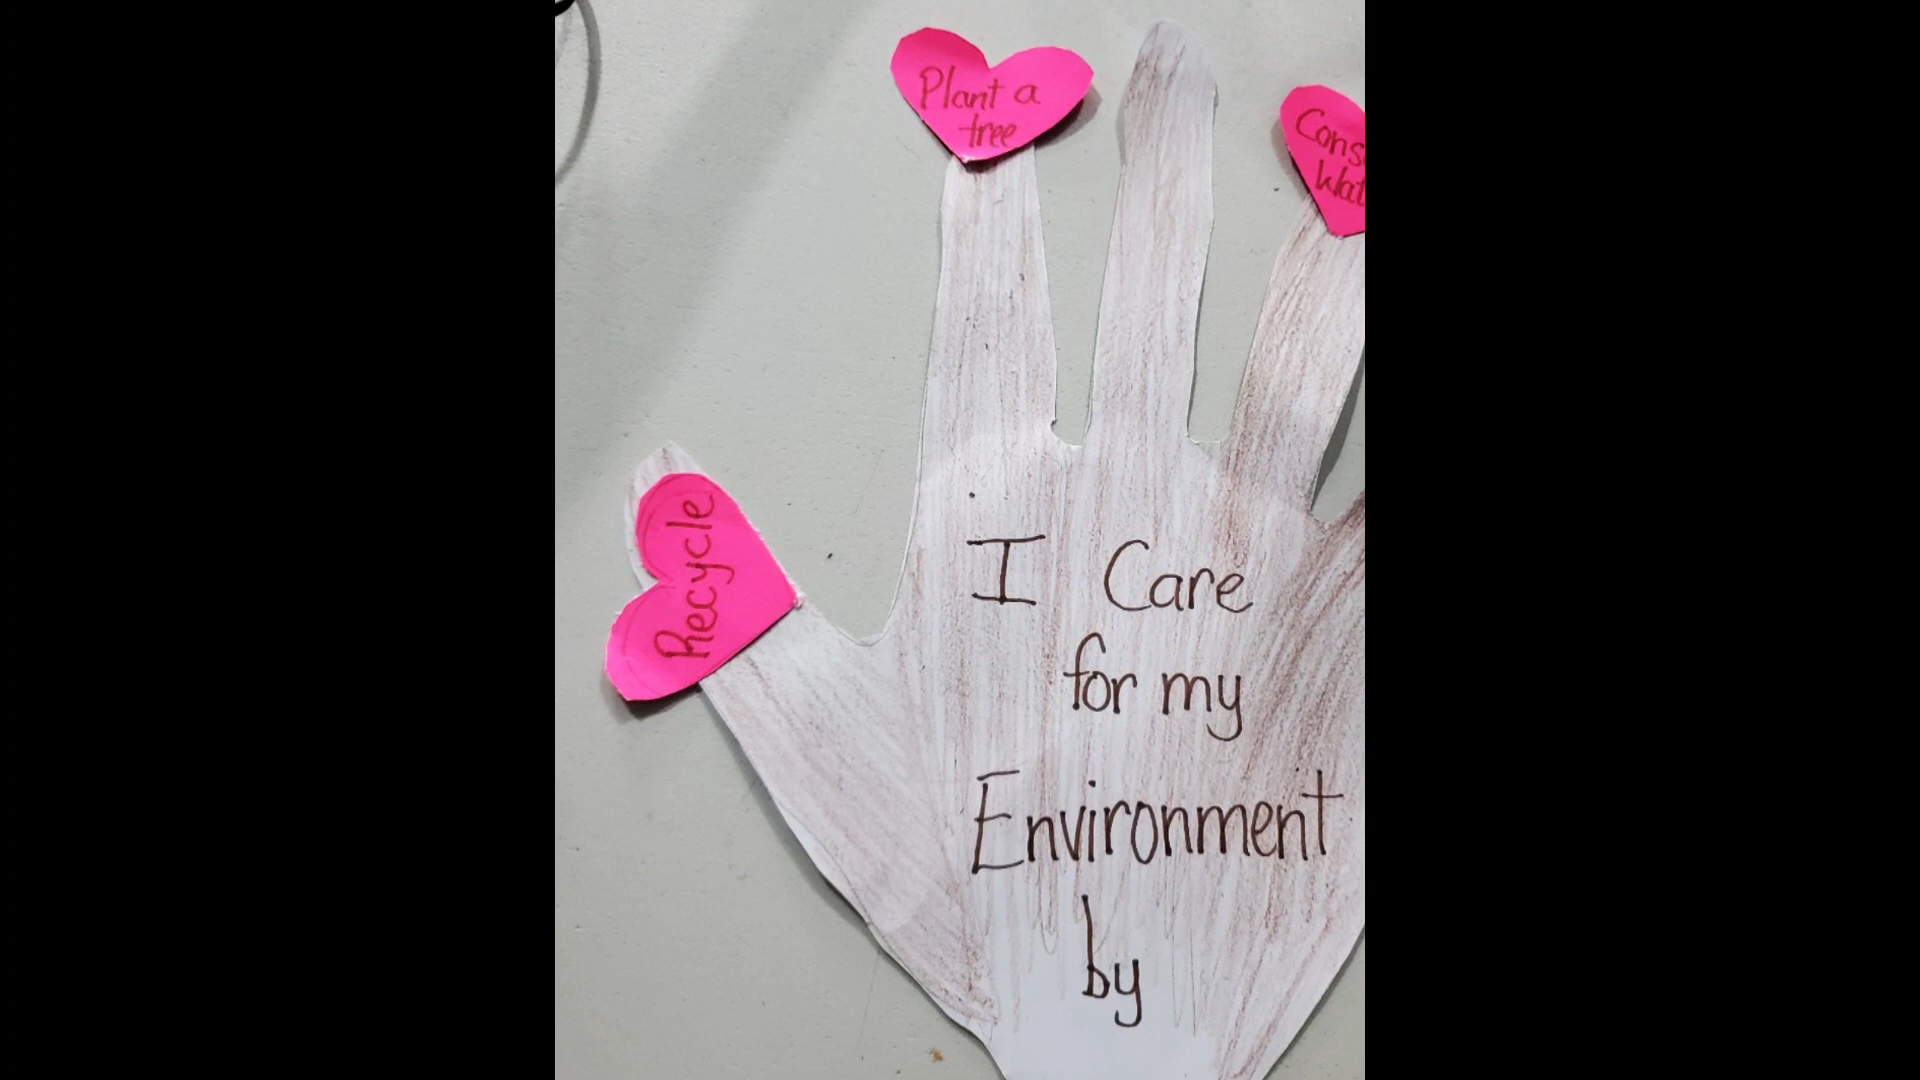 Plant a
tree
Recycle
I Care
for my
Environment
by